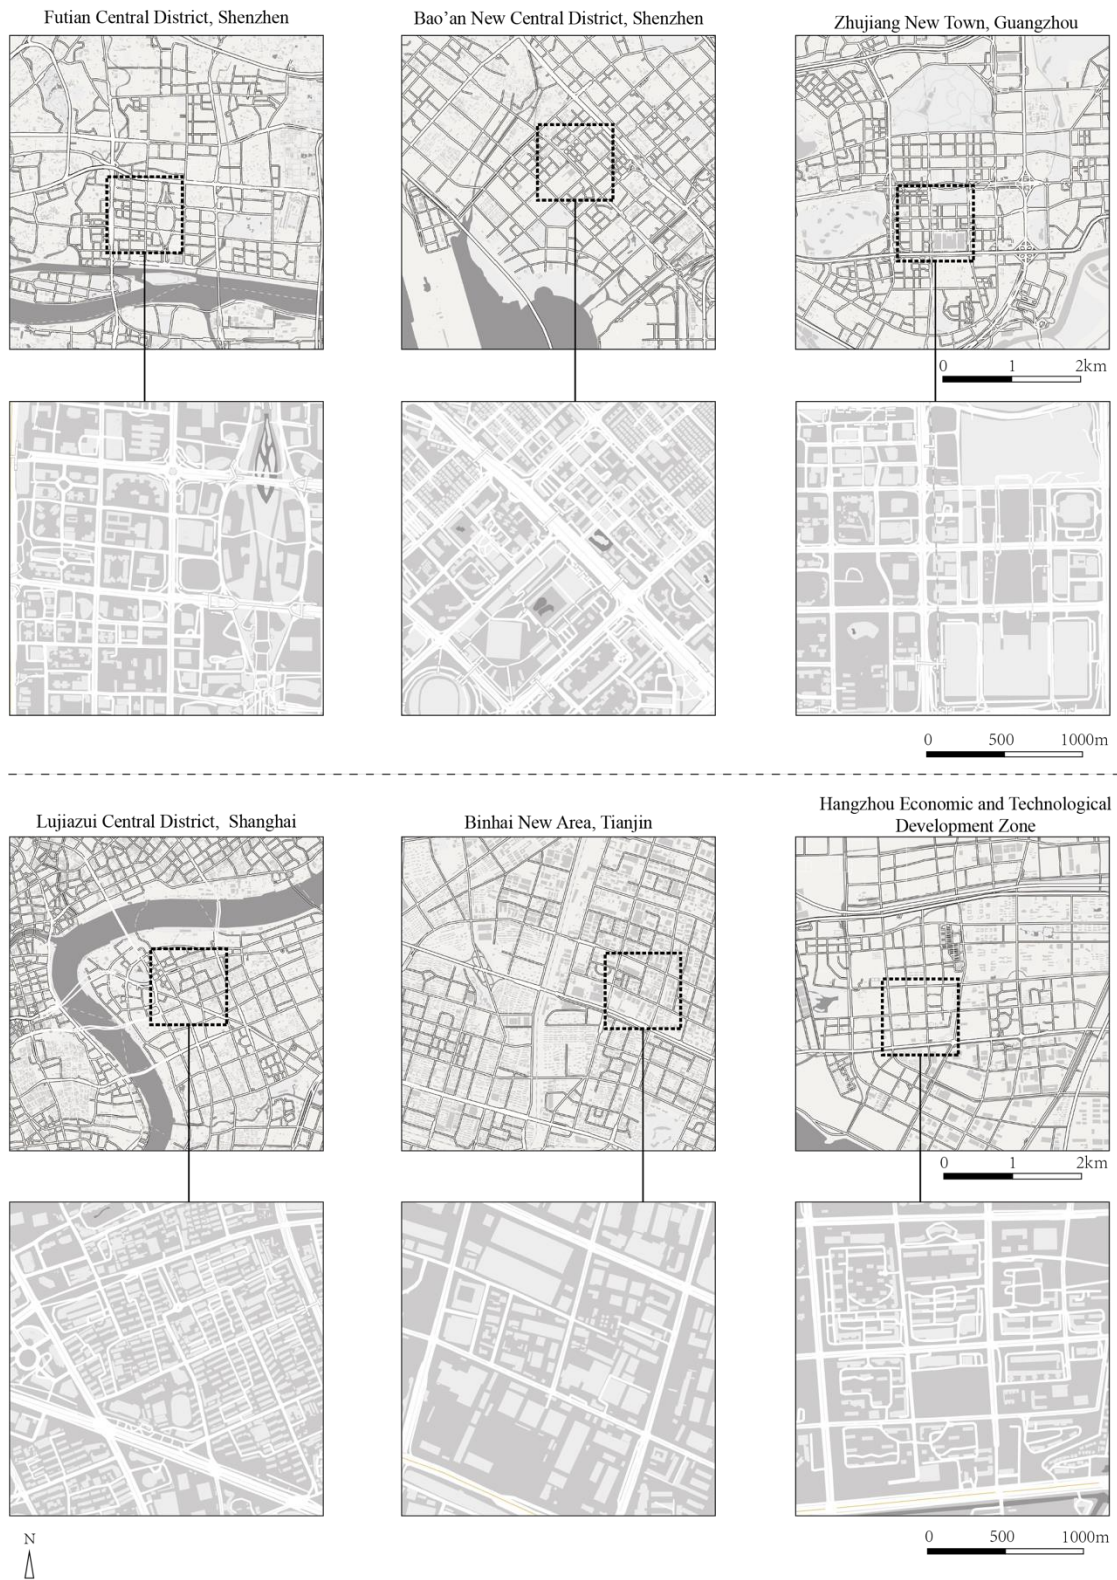 Futian Central District, Shenzhen
Bao’an New Central District, Shenzhen
Zhujiang New Town, Guangzhou
0 1 2km
0 500 1000m
Lujiazui Central District, Shanghai
Binhai New Area, Tianjin
Hangzhou Economic and Technological
Development Zone
0 1 2km
0 500 1000m
N